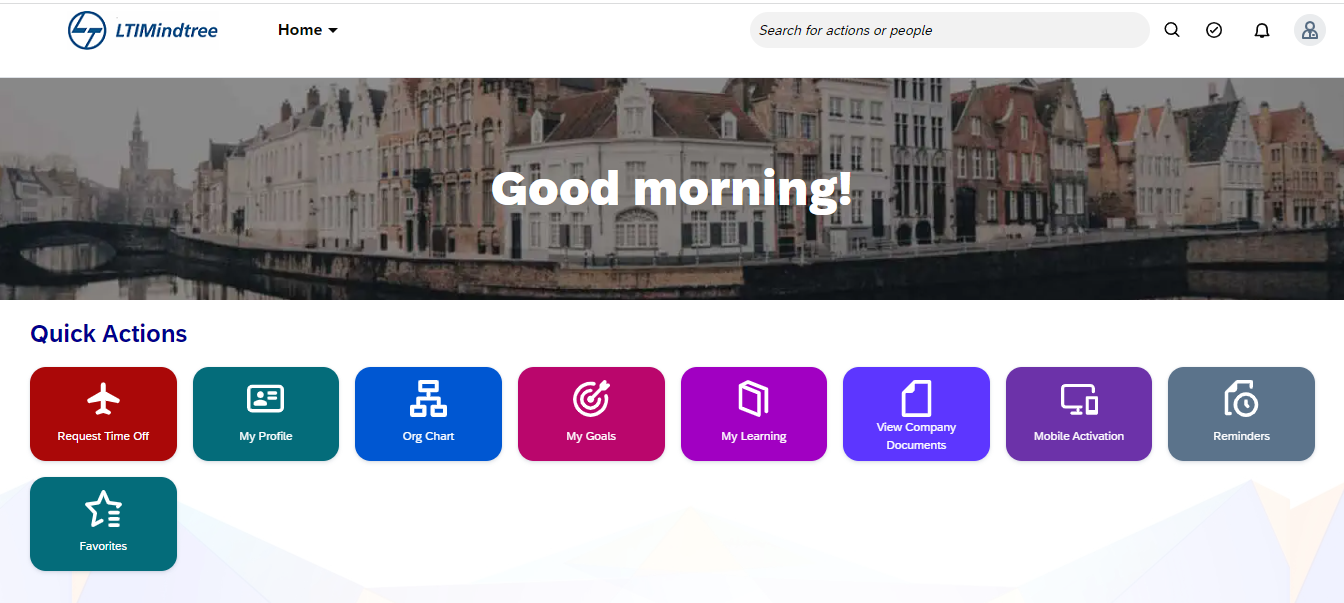 LTIMindtree
Home
Search for actions or people
Good morning!
Quick Actions
Request Time Off
My Profile
Org Chart
My Goals
My Learning
View Company
Documents
Mobile Activation
Reminders
Favorites